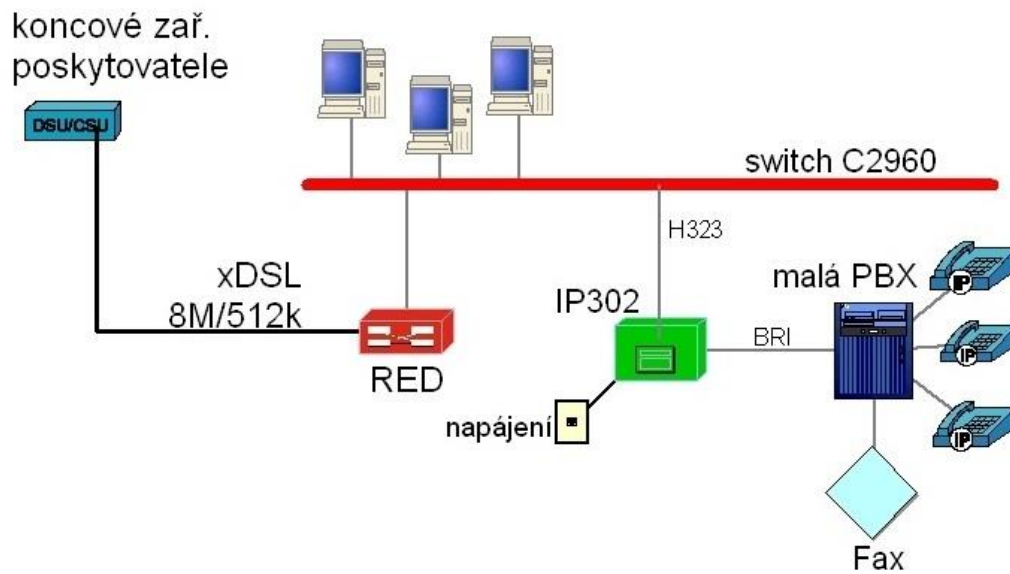 koncové zař.
poskytovatele
DSU/CSU
switch C2960
H323
xDSL
8M/512k
malá PBX
IP302
IP
BRI
RED
IP
napájení
IP
Fax